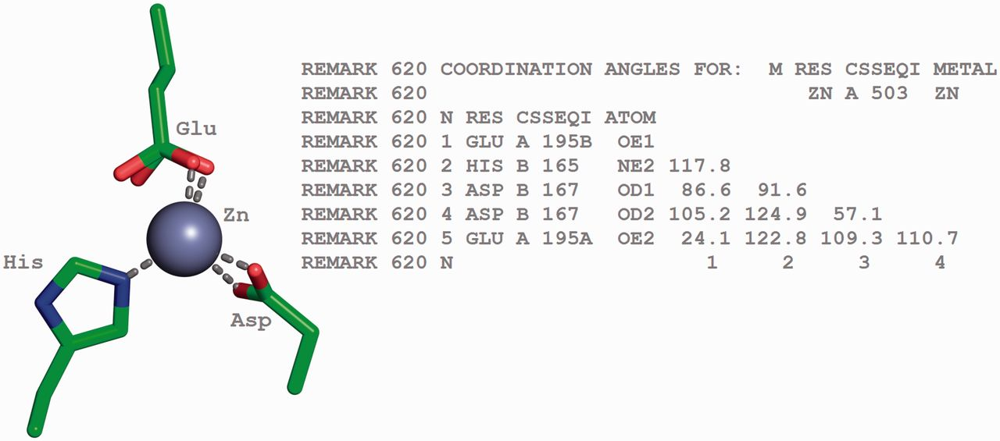 REMARK 620 COORDINATION ANGLES FOR: M RES CSSEQI METAL
REMARK 620 ZN A 503 ZN
REMARK 620 N RES CSSEQI ATOM
Glu
REMARK 620 1 GLU A 195B OE1
REMARK 620 2 HIS B 165 NE2 117.8
REMARK 620 3 ASP B 167 OD1 86.6 91.6
Zn
REMARK 620 4 ASP B 167 OD2 105.2 124.9 57.1
REMARK 620 5 GLU A 195A OE2 24.1 122.8 109.3 110.7
His
REMARK 620 N 1 2 3 4
Asp